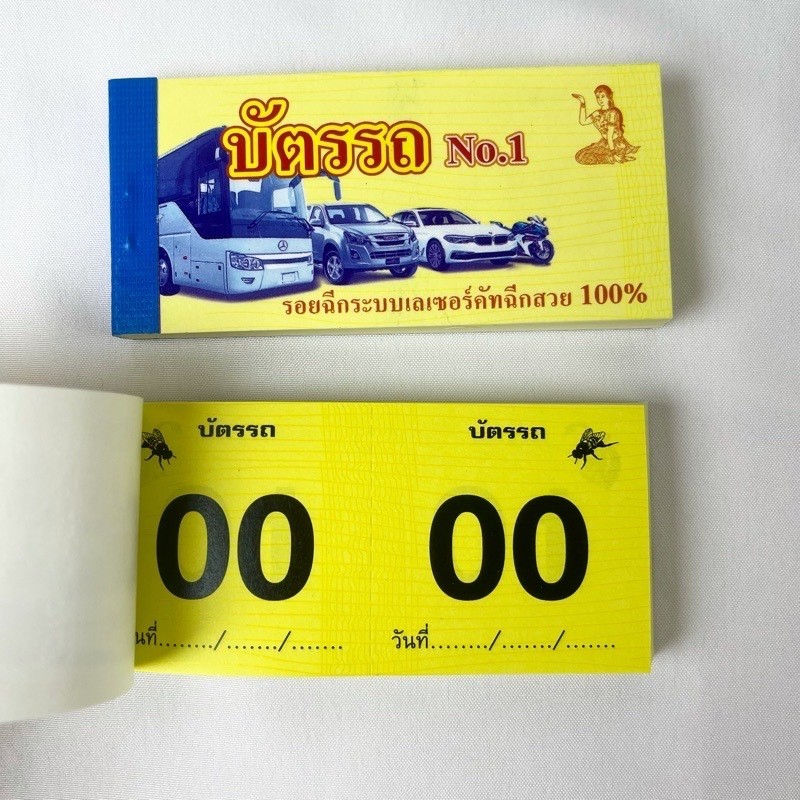 บัตรรถ No.1
รอยฉีกระบบเลเซอร์คัทฉีกสวย 100%
บัตรรถ บัตรรถ
00 00
นที่......../......./....... วันที่......../......./.......